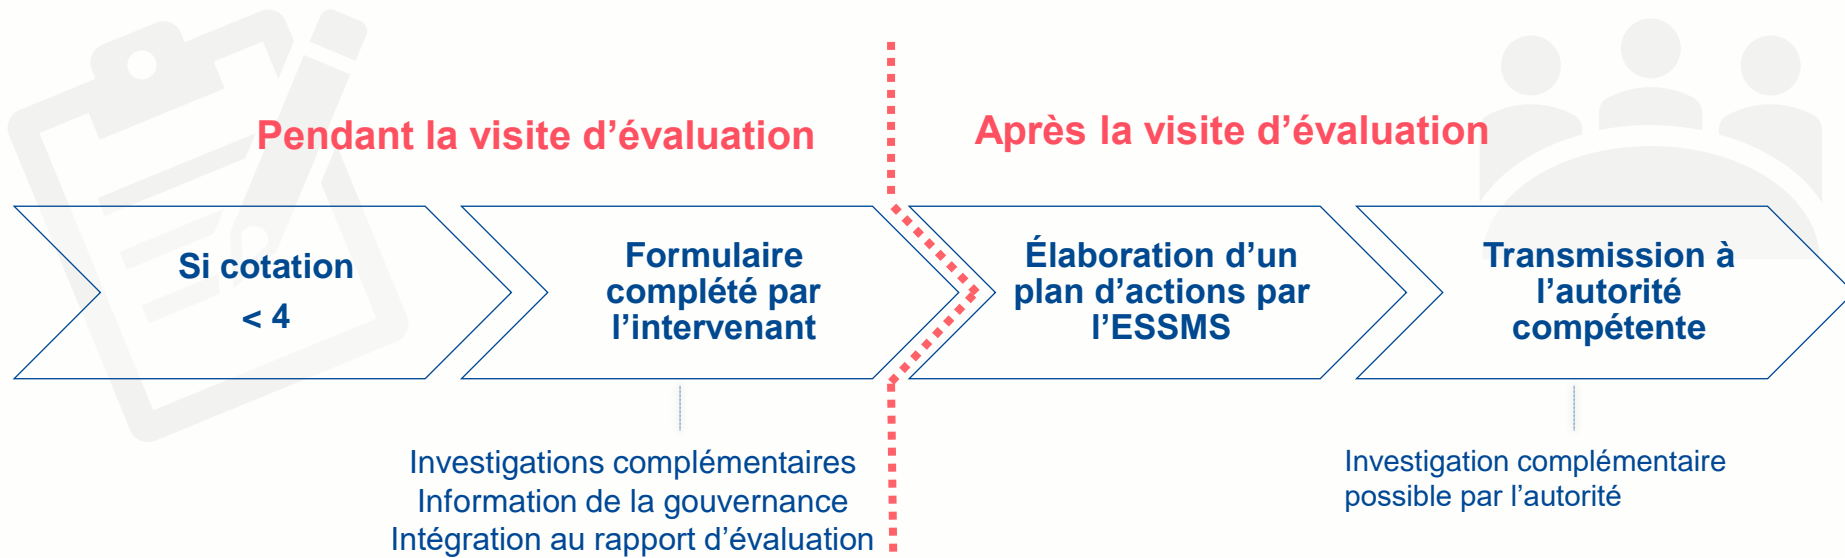 Pendant la visite d’évaluation
Après la visite d’évaluation
Si cotation
< 4
Formulaire
complété par
l’intervenant
Élaboration d’un
plan d’actions par
l’ESSMS
Transmission à
l’autorité
compétente
Investigations complémentaires
Information de la gouvernance
Intégration au rapport d’évaluation
Investigation complémentaire
possible par l’autorité